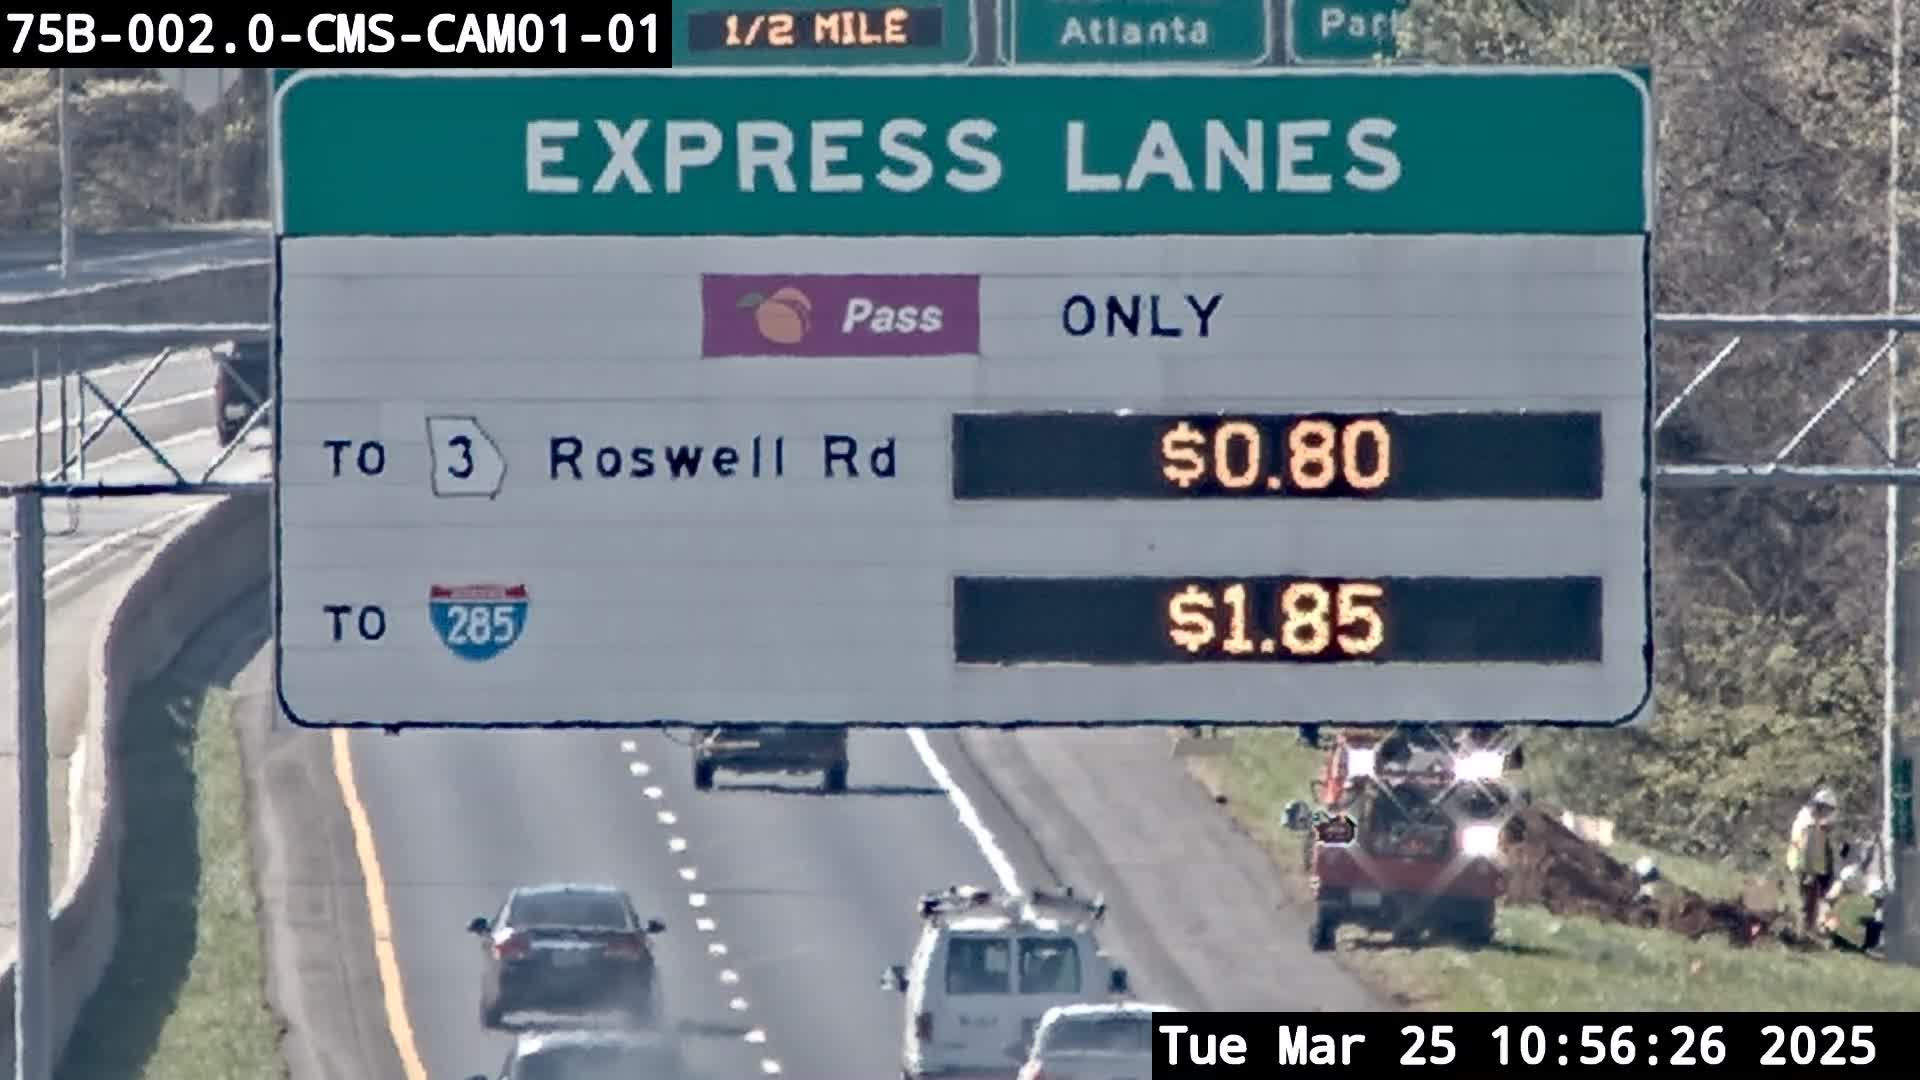 75B-002.0-CMS-CAM01-01
1/2 MILE
Atlanta
EXPRESS LANES
Pass ONLY
TO 3 Roswell Rd $0.80
TO 285 $1.85
Tue Mar 25 10:56:26 2025